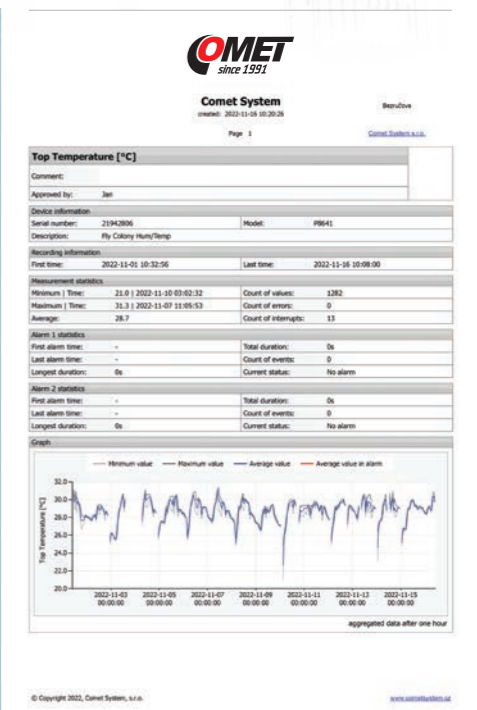 COMET
since 1991
Comet System
created: 2022-11-16 10:20:26
Bezručova
Page 1
Comet System s.r.o.
Top Temperature [°C]
Comment:
Approved by: Jan
Device information
Serial number: 21942806 Model: P8641
Description: Fly Colony Hum/Temp
Recording information
First time: 2022-11-01 10:32:56 Last time: 2022-11-16 10:08:00
Measurement statistics
Minimum | Time: 21.0 | 2022-11-10 03:02:32 Count of values: 1282
Maximum | Time: 31.3 | 2022-11-07 11:05:53 Count of errors: 0
Average: 28.7 Count of interrupts: 13
Alarm 1 statistics
First alarm time: - Total duration: 0s
Last alarm time: - Count of events: 0
Longest duration: 0s Current status: No alarm
Alarm 2 statistics
First alarm time: - Total duration: 0s
Last alarm time: - Count of events: 0
Longest duration: 0s Current status: No alarm
Graph
Minimum value Maximum value Average value Average value in alarm
Top Temperature [°C]
32.0
30.0
28.0
26.0
24.0
22.0
20.0
2022-11-03 2022-11-05 2022-11-07 2022-11-09 2022-11-11 2022-11-13 2022-11-15
00:00:00 00:00:00 00:00:00 00:00:00 00:00:00 00:00:00 00:00:00
aggregated data after one hour
© Copyright 2022, Comet System, s.r.o.
www.cometsystem.cz